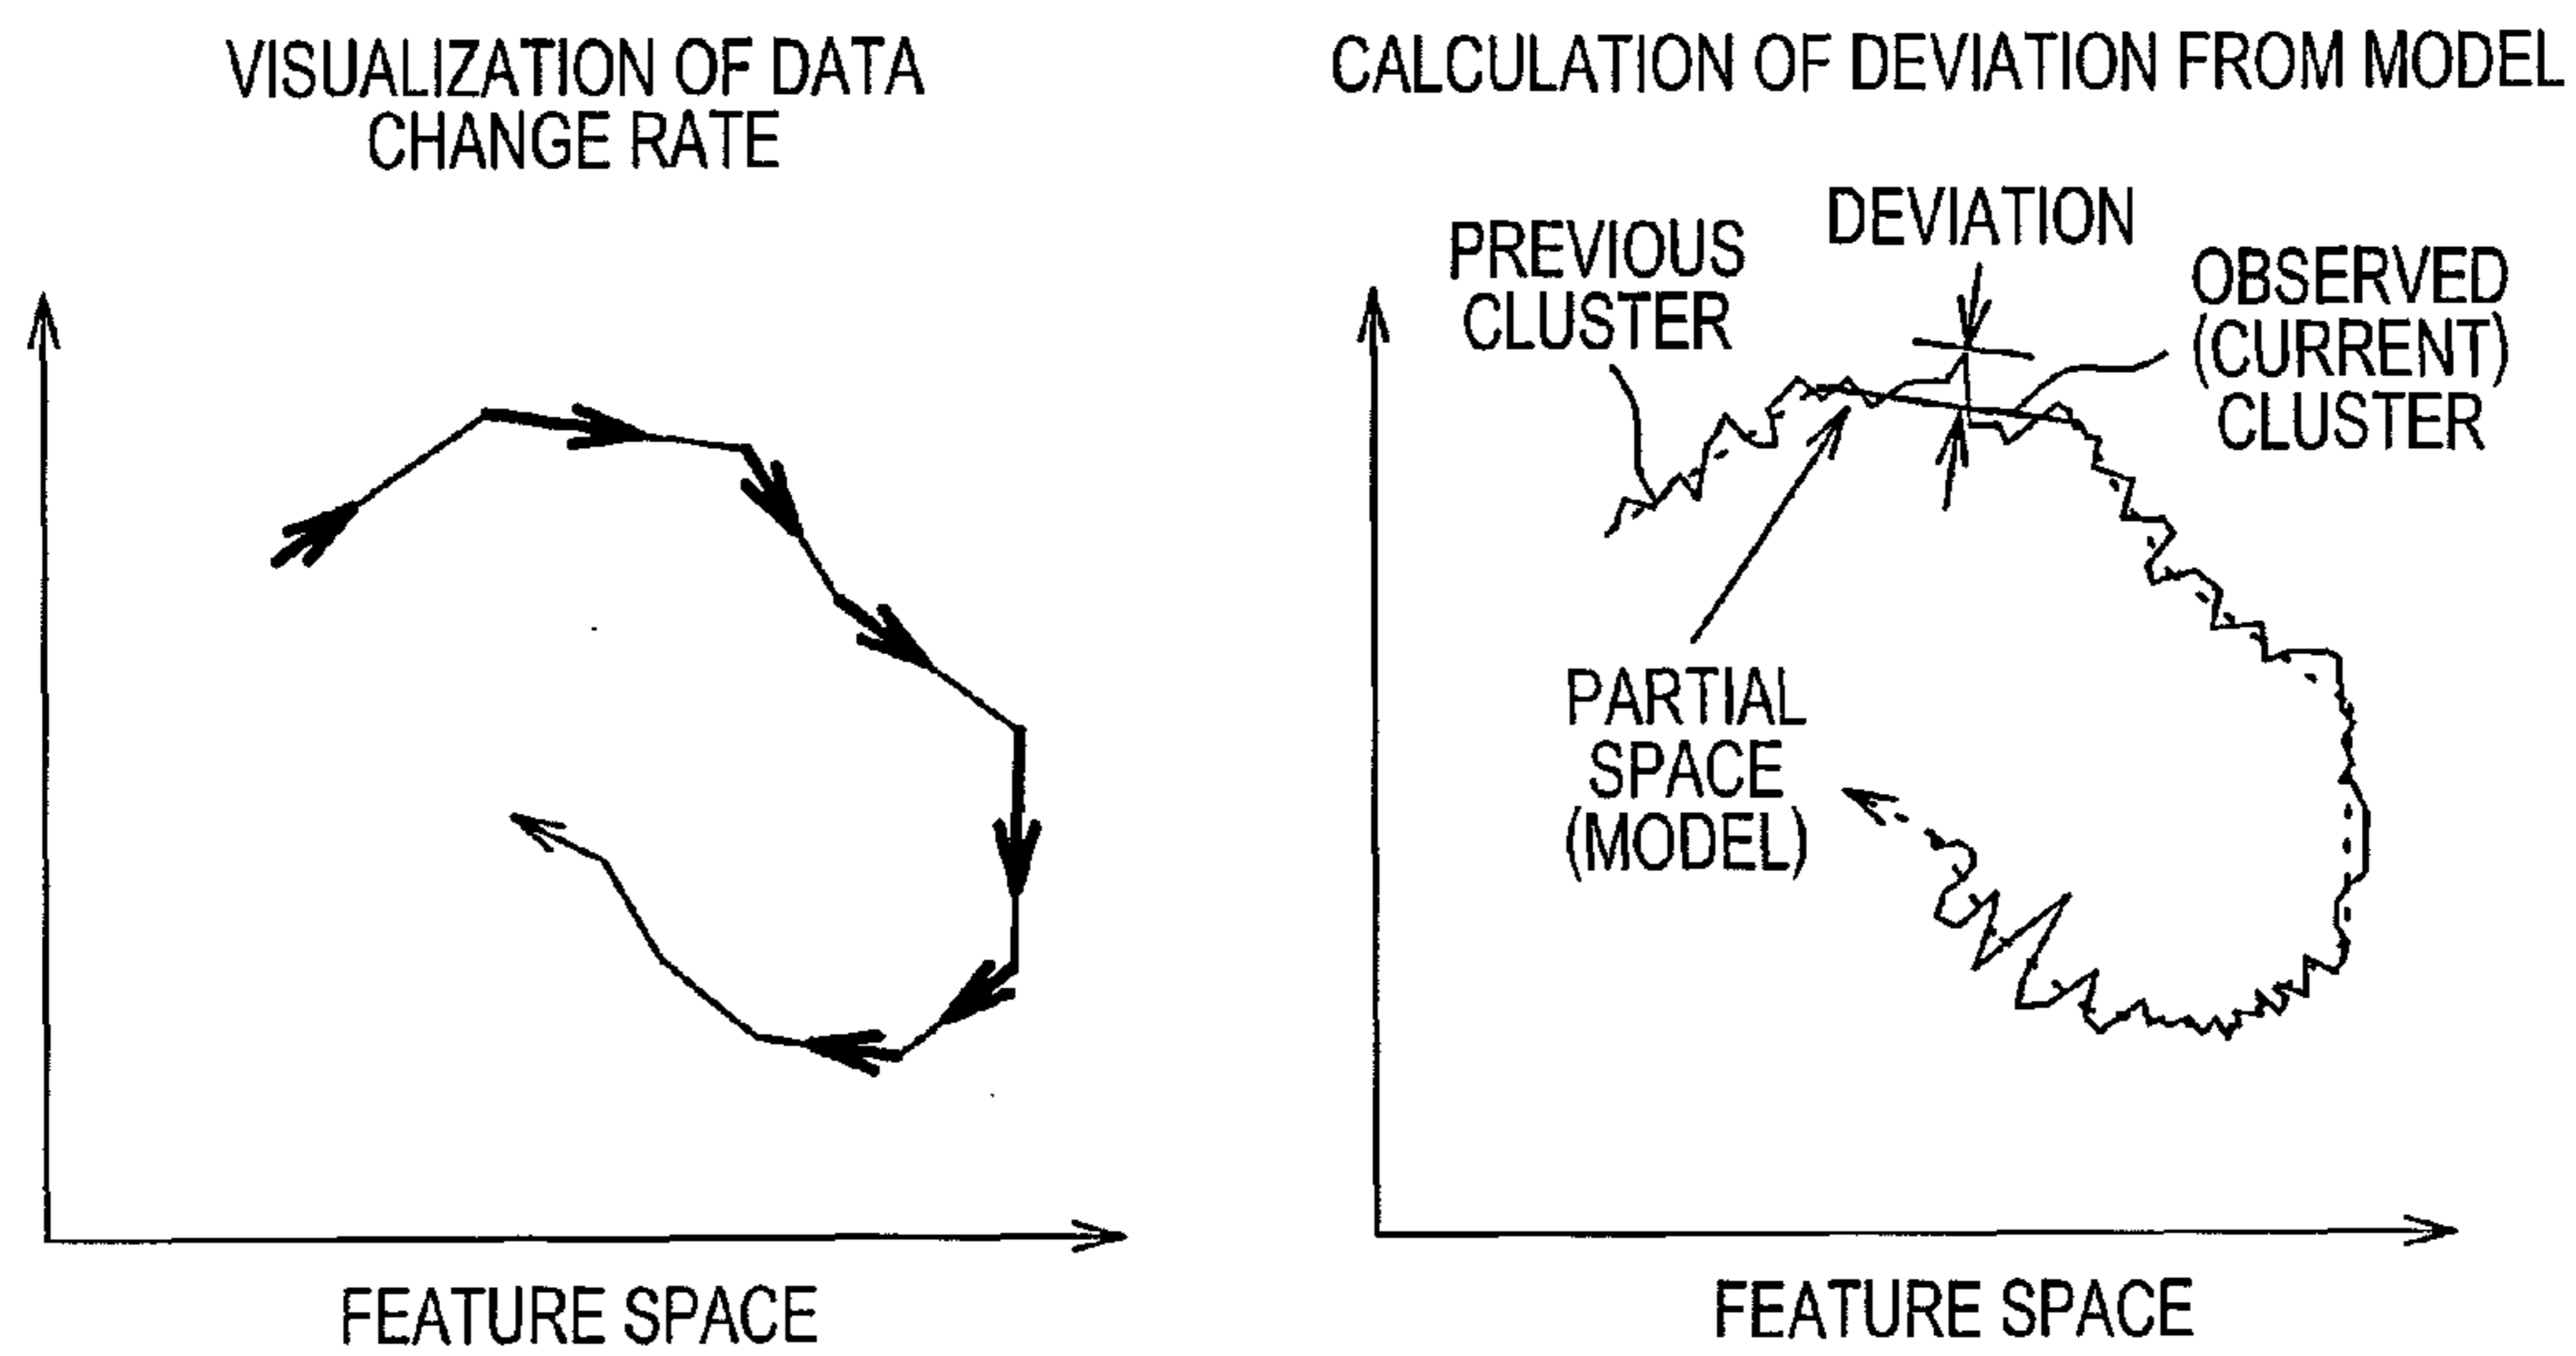 VISUALIZATION OF DATA
CHANGE RATE
FEATURE SPACE
CALCULATION OF DEVIATION FROM MODEL
DEVIATION
PREVIOUS
CLUSTER
OBSERVED
(CURRENT)
CLUSTER
PARTIAL
SPACE
(MODEL)
FEATURE SPACE